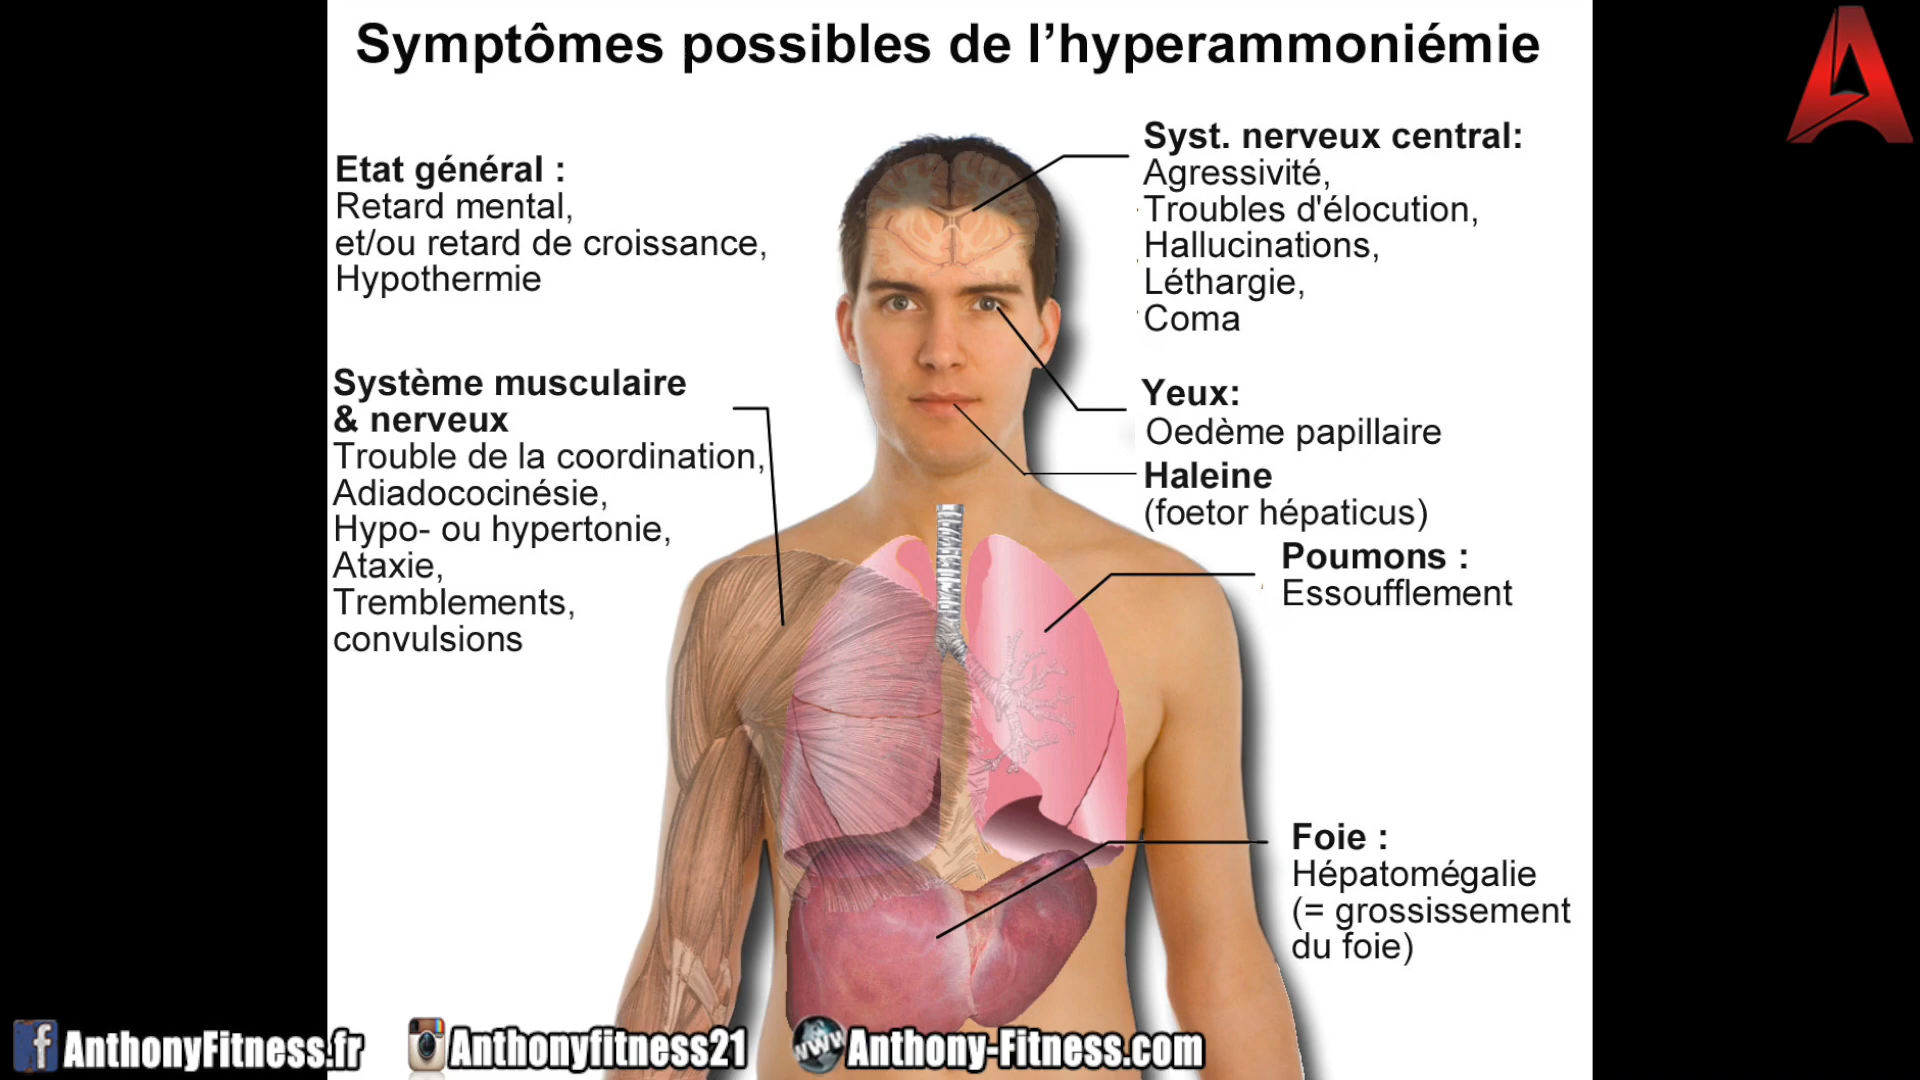 Symptômes possibles de l’hyperammoniémie
Etat général :
Retard mental,
et/ou retard de croissance,
Hypothermie
Système musculaire
& nerveux
Trouble de la coordination,
Adiadococinésie,
Hypo- ou hypertonie,
Ataxie,
Tremblements,
convulsions
Syst. nerveux central:
Agressivité,
Troubles d'élocution,
Hallucinations,
Léthargie,
Coma
Yeux:
Oedème papillaire
Haleine
(foetor hépaticus)
Poumons :
Essoufflement
Foie :
Hépatomégalie
(= grossissement
du foie)
f AnthonyFitness.fr
Anthonyfitness21
www Anthony-Fitness.com